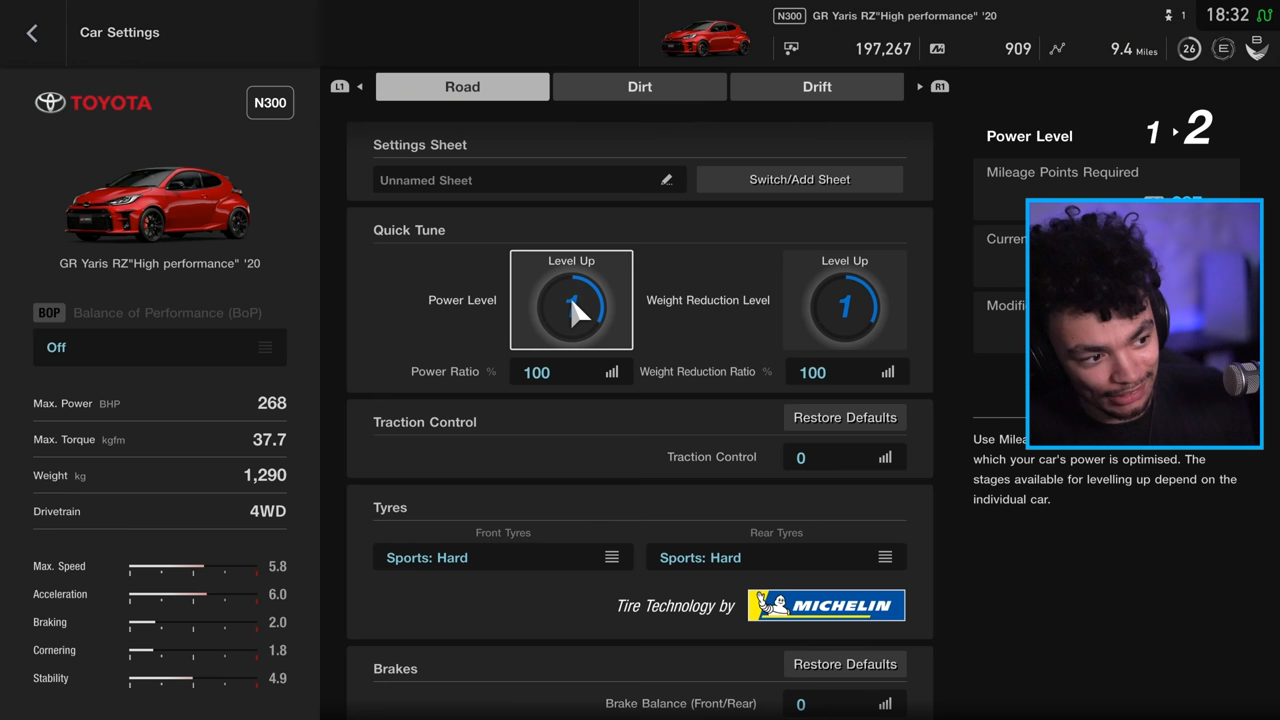 Car Settings
N300 GR Yaris RZ"High performance" '20
1 18:32
197,267 909 9.4 Miles 26 E B
TOYOTA N300
GR Yaris RZ"High performance" '20
BOP Balance of Performance (BoP)
Off
Max. Power BHP 268
Max. Torque kgfm 37.7
Weight kg 1,290
Drivetrain 4WD
Max. Speed 5.8
Acceleration 6.0
Braking 2.0
Cornering 1.8
Stability 4.9
L1 Road Dirt Drift R1
Settings Sheet
Unnamed Sheet Switch/Add Sheet
Quick Tune
Level Up Level Up
Power Level 1 Weight Reduction Level 1
Power Ratio % 100 Weight Reduction Ratio % 100
Traction Control Restore Defaults
Traction Control 0
Tyres
Front Tyres Rear Tyres
Sports: Hard Sports: Hard
Tire Technology by MICHELIN
Brakes Restore Defaults
Brake Balance (Front/Rear) 0
Power Level 1 2
Mileage Points Required
which your car's power is optimised. The
stages available for levelling up depend on the
individual car.